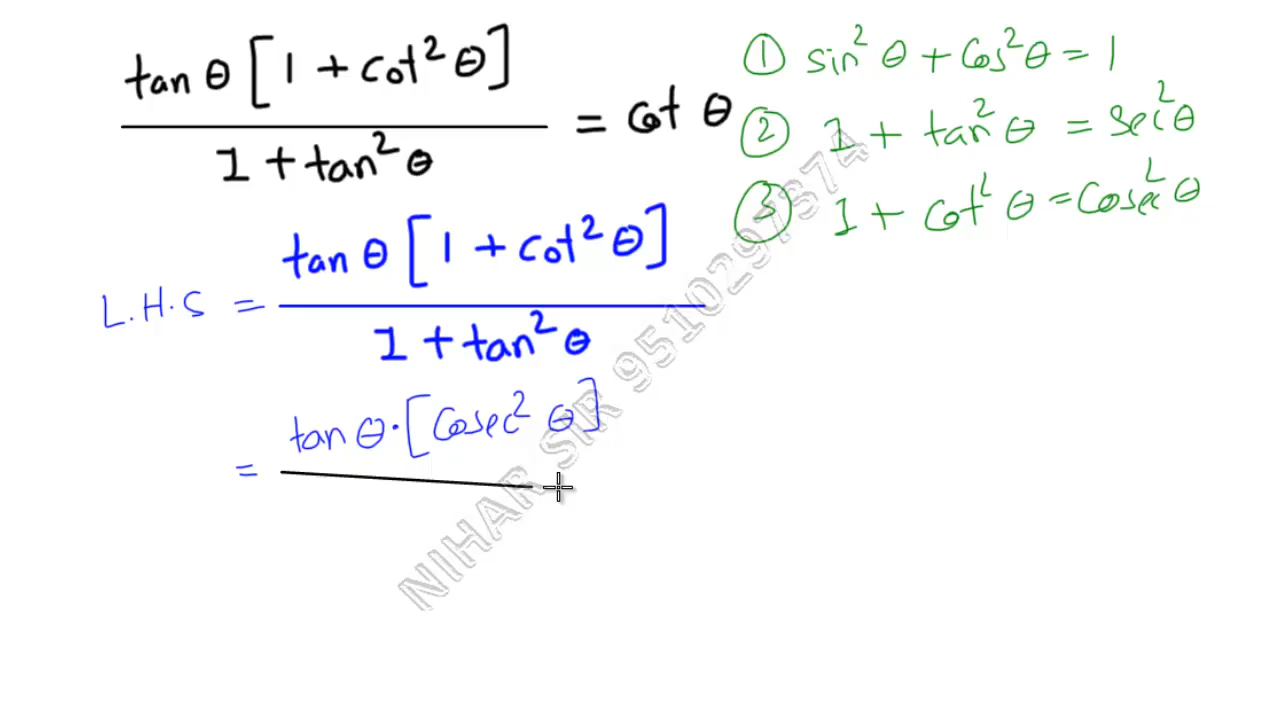 tan θ [1 + cot² θ]
1 + tan² θ
= cot θ
① sin² θ + cos² θ = 1
② 1 + tan² θ = sec² θ
③ 1 + cot² θ = cosec² θ
L.H.S =
tan θ [1 + cot² θ]
1 + tan² θ
= tan θ · [cosec² θ]
NIHAR SIR 9510297374